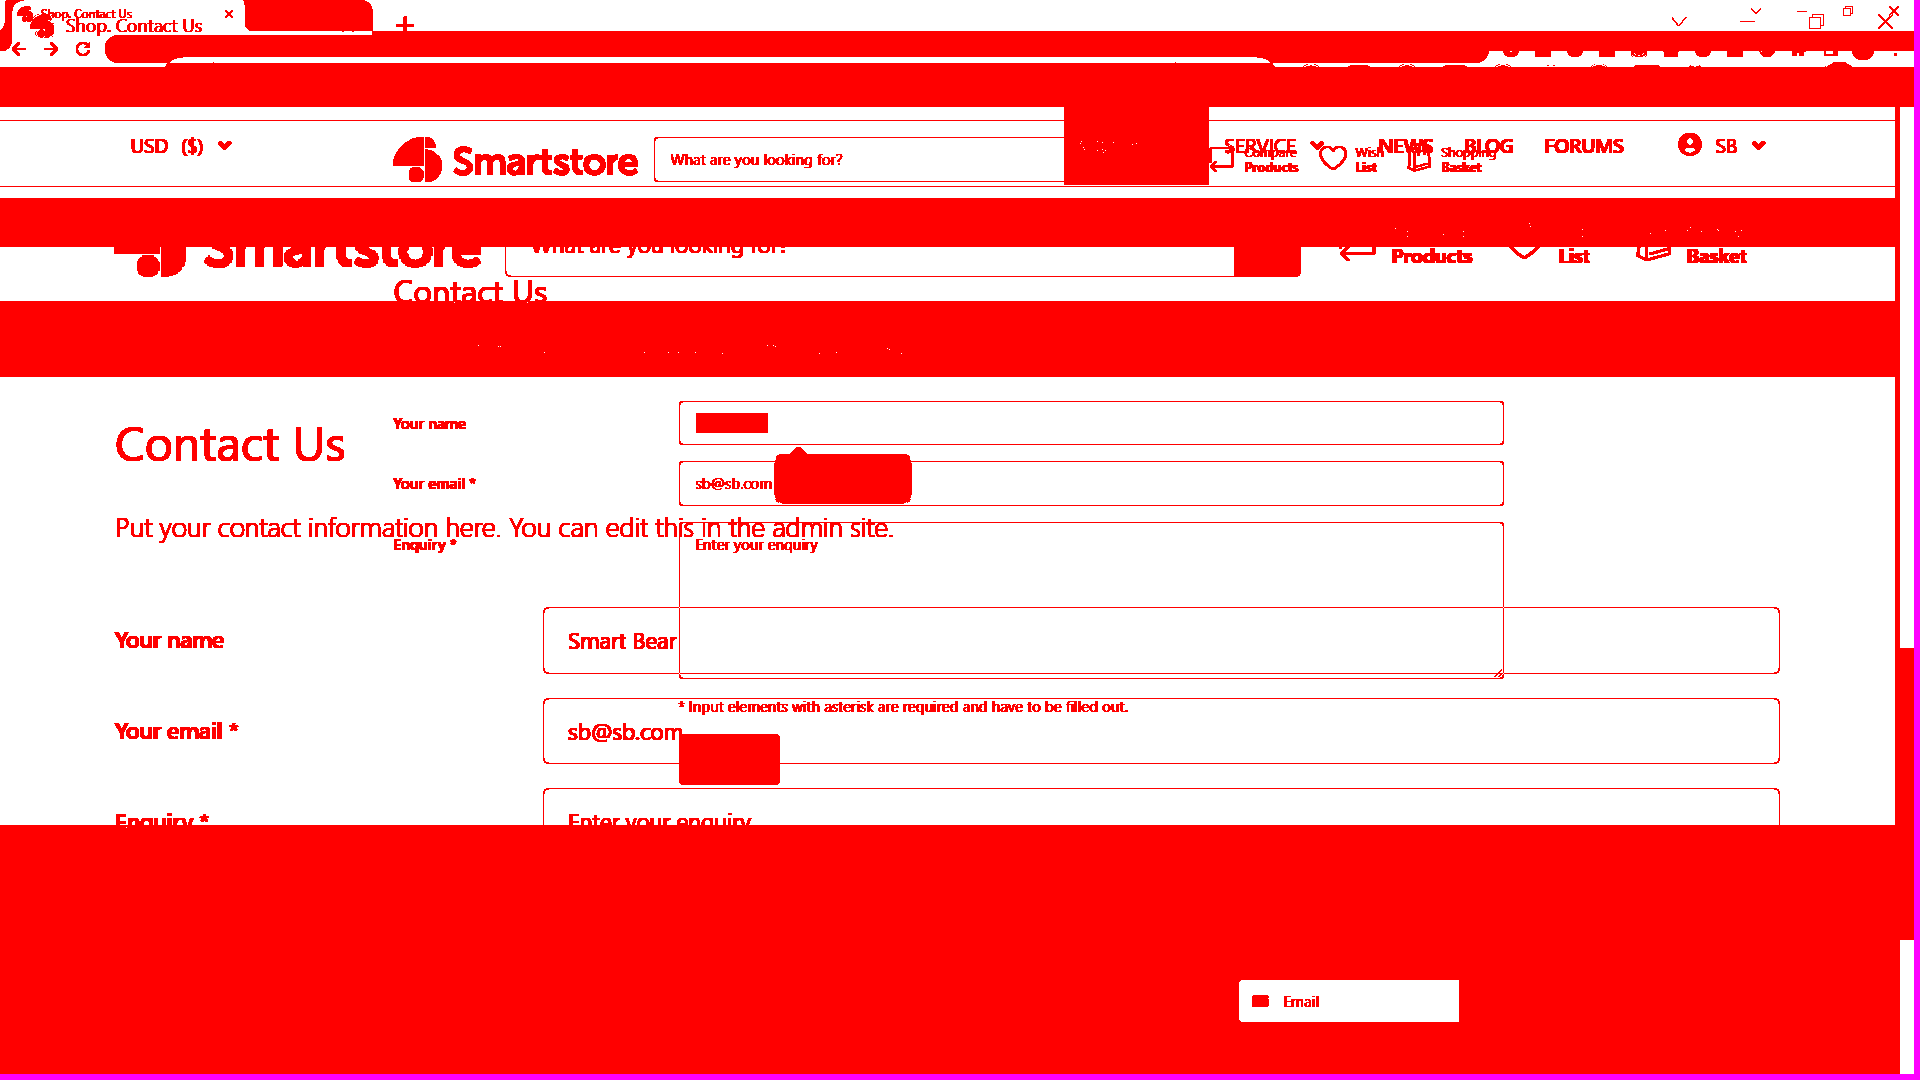 Shop. Contact Us
Shop. Contact Us
USD ($)
Smartstore
What are you looking for?
SERVICE
NEWS
BLOG
FORUMS
SB
Compare
Products
Wish
List
Shopping
Basket
Smartstore
What are you looking for?
Products
List
Basket
Contact Us
Your name
Contact Us
Your email *
sb@sb.com
Put your contact information here. You can edit this in the admin site.
Enquiry *
Enter your enquiry
Your name
Smart Bear
* Input elements with asterisk are required and have to be filled out.
Your email *
sb@sb.com
Enquiry *
Enter your enquiry
Email